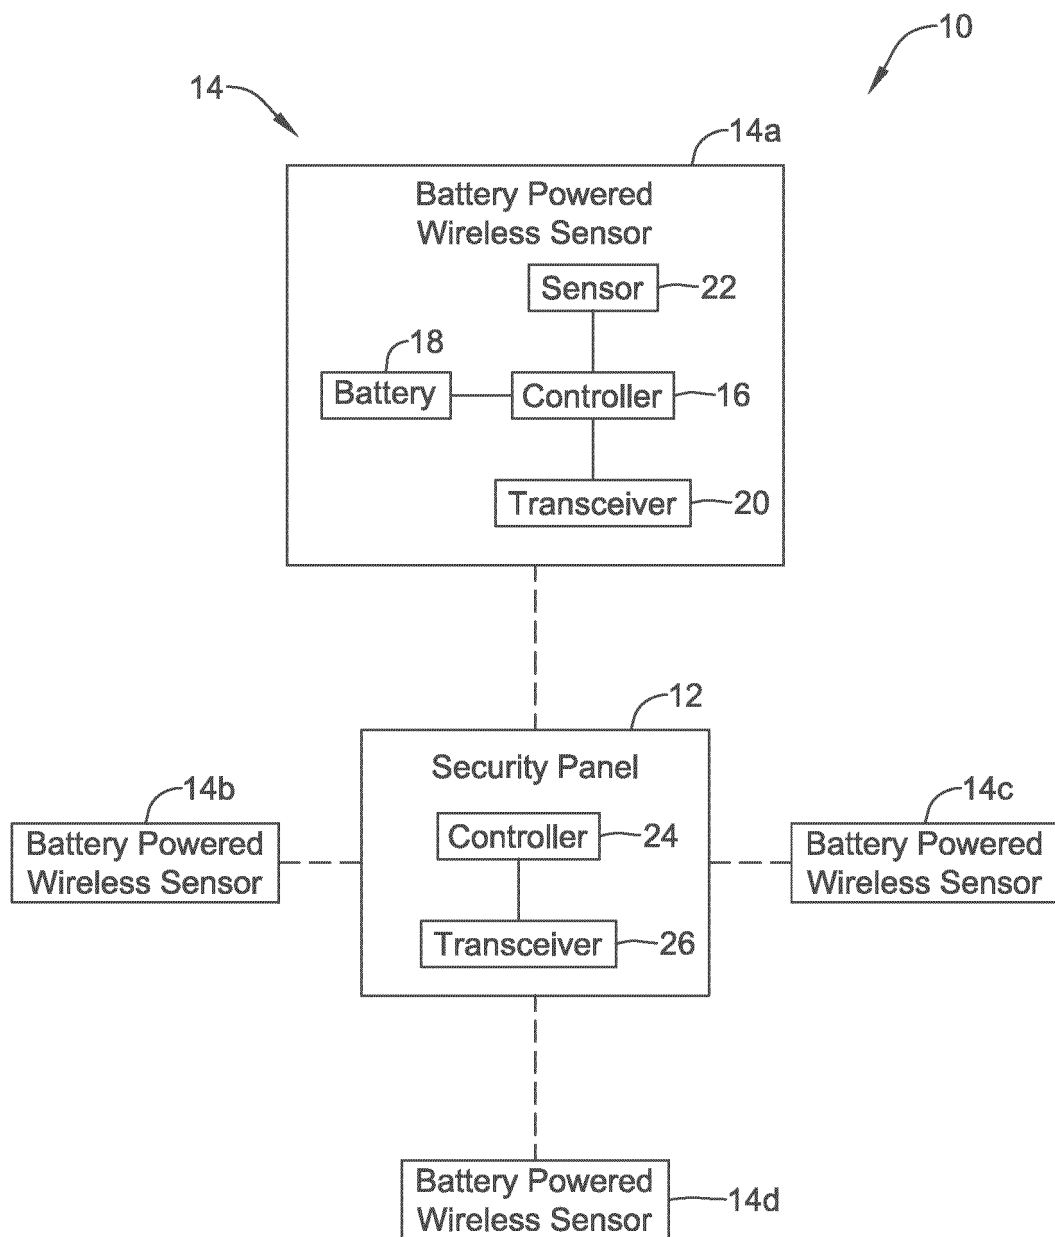 10
14
14a
Battery Powered
Wireless Sensor
Sensor
22
18
Battery
Controller
16
Transceiver
20
12
Security Panel
14b
14c
Battery Powered
Wireless Sensor
Controller
24
Battery Powered
Wireless Sensor
Transceiver
26
Battery Powered
Wireless Sensor
14d